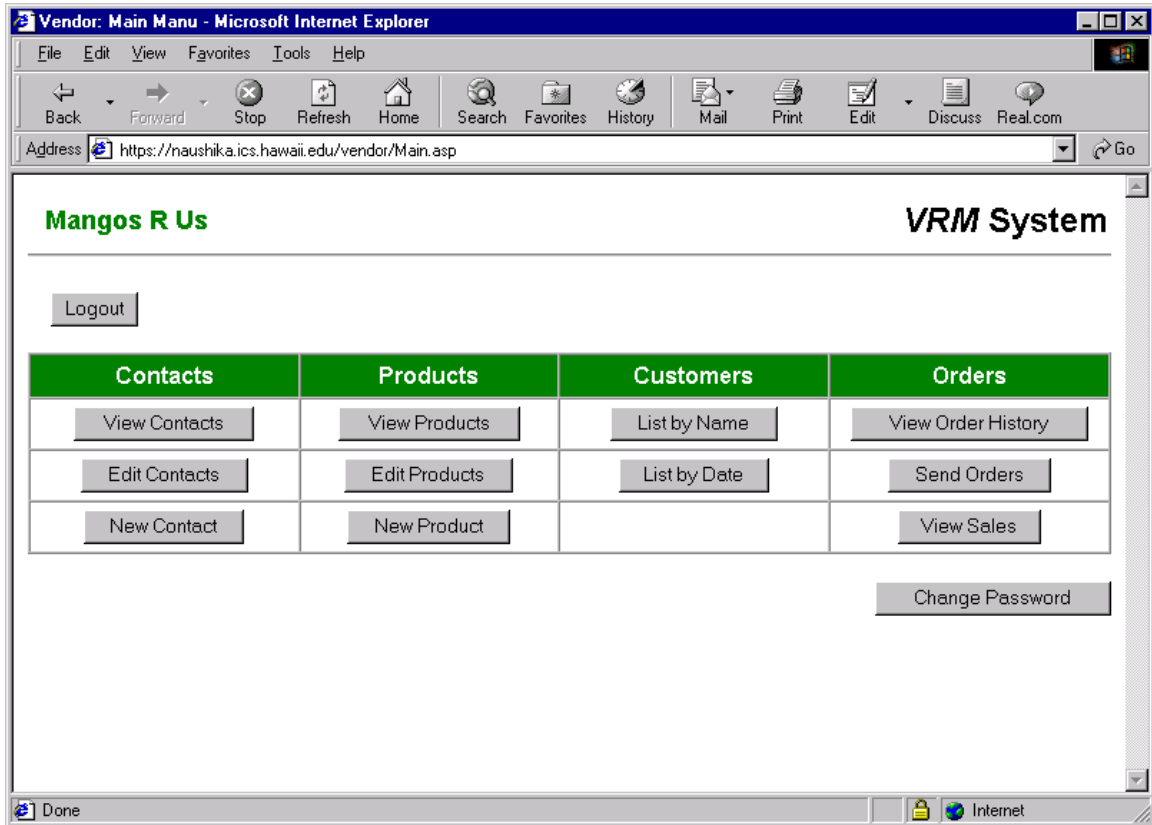 Vendor: Main Manu - Microsoft Internet Explorer
File Edit View Favorites Tools Help
Back Forward Stop Refresh Home Search Favorites History Mail Print Edit Discuss Real.com
Address https://naushika.ics.hawaii.edu/vendor/Main.asp Go
Mangos R Us VRM System
Logout
Contacts Products Customers Orders
View Contacts View Products List by Name View Order History
Edit Contacts Edit Products List by Date Send Orders
New Contact New Product View Sales
Change Password
Done Internet